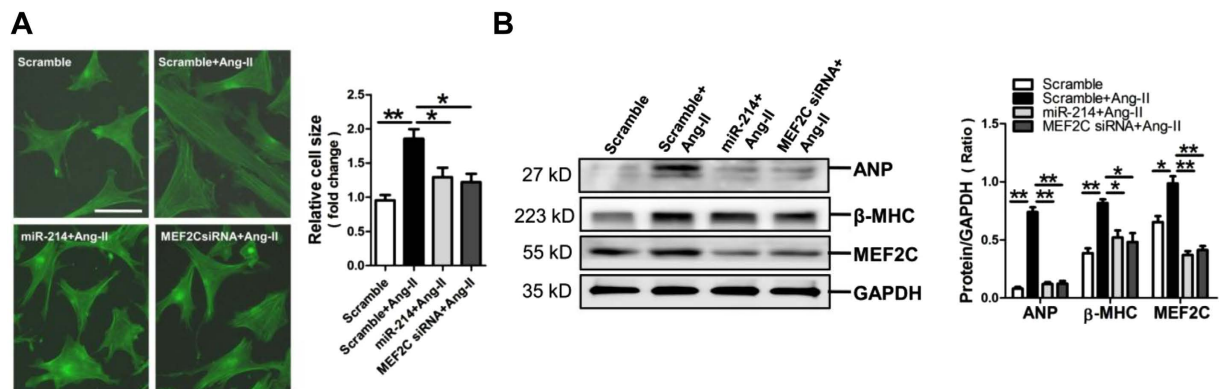 A
Scramble
Scramble+Ang-II
miR-214+Ang-II
MEF2CsiRNA+Ang-II
Relative cell size
( fold change )
2.5
2.0
1.5
1.0
0.5
0.0
**
*
*
Scramble
Scramble+Ang-II
miR-214+Ang-II
MEF2C siRNA+Ang-II
B
Scramble
Scramble+
Ang-II
miR-214+
Ang-II
MEF2C siRNA+
Ang-II
27 kD
ANP
223 kD
β-MHC
55 kD
MEF2C
35 kD
GAPDH
Scramble
Scramble+Ang-II
miR-214+Ang-II
MEF2C siRNA+Ang-II
Protein/GAPDH ( Ratio )
1.5
1.0
0.5
0.0
**
**
**
**
*
*
*
**
**
ANP
β-MHC
MEF2C